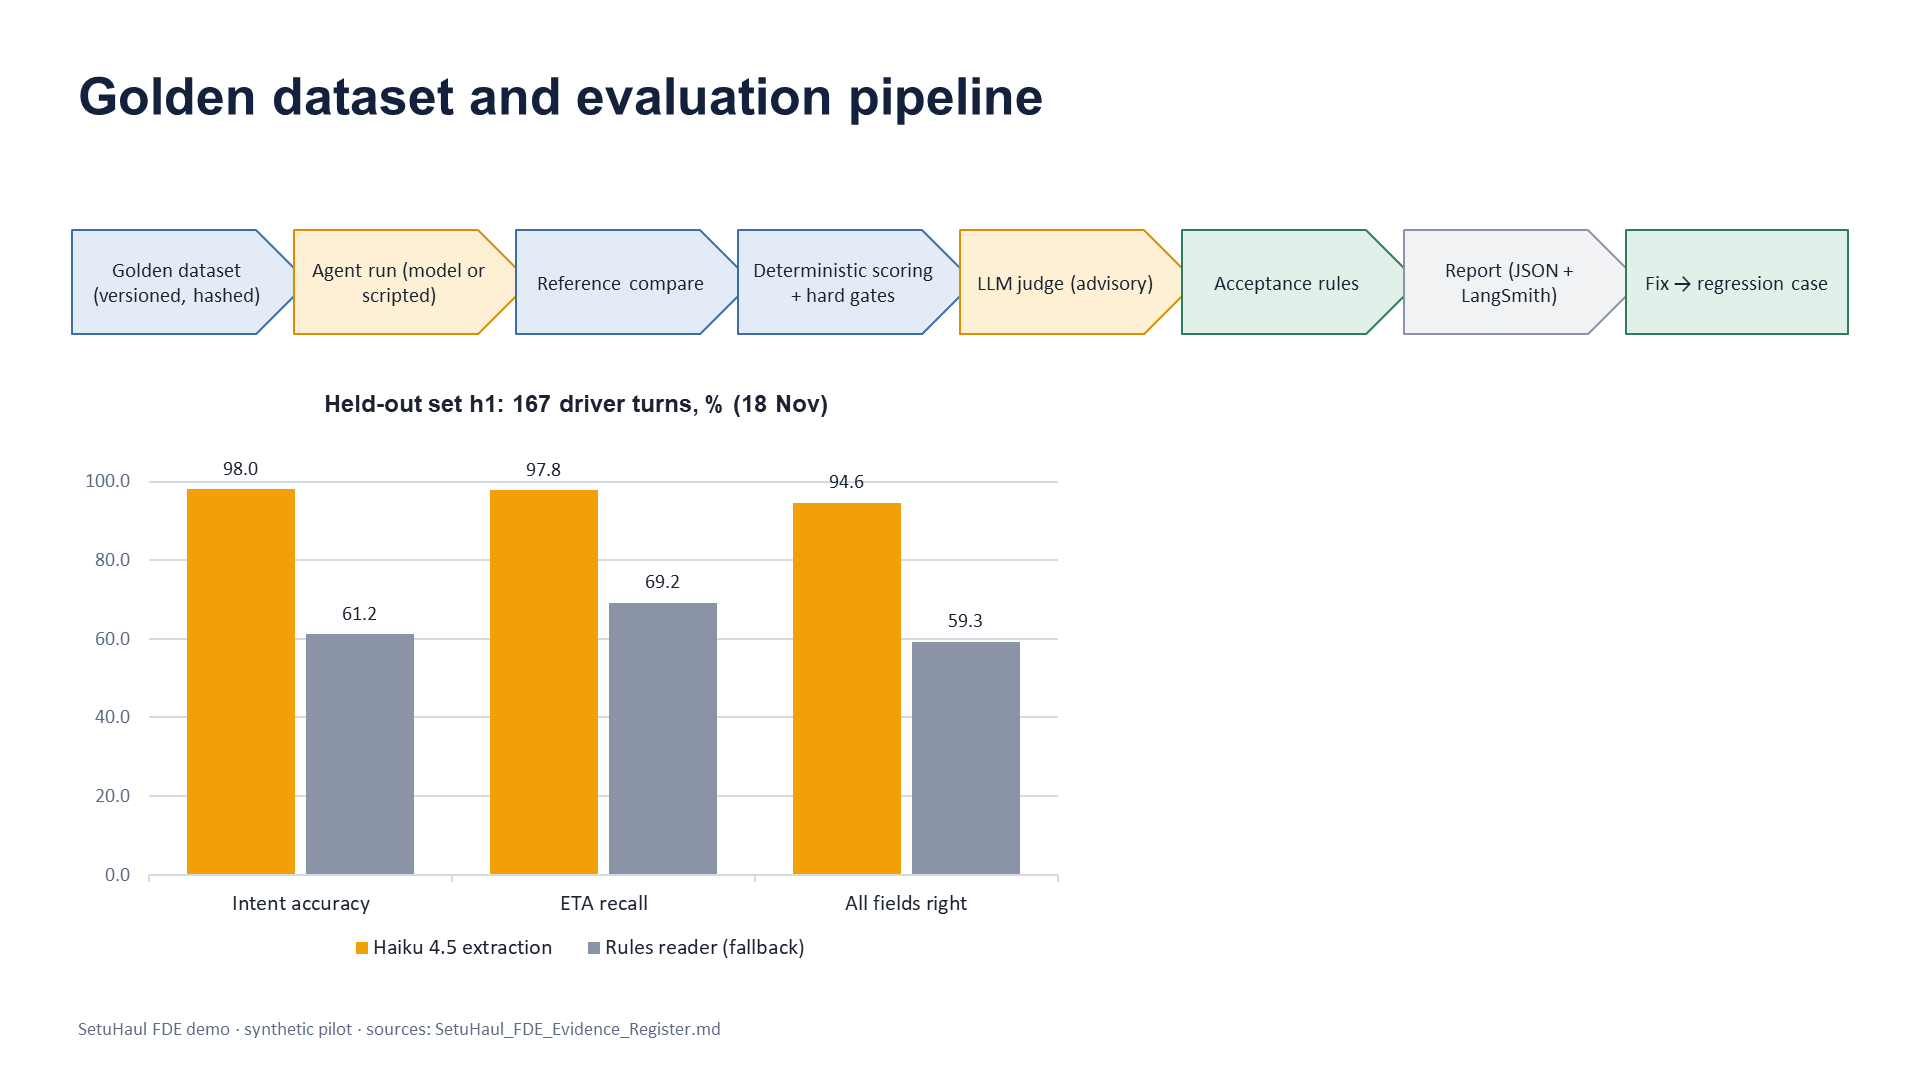 Golden dataset and evaluation pipeline
Golden dataset
(versioned, hashed)
Agent run (model or
scripted)
Reference compare
Deterministic scoring
+ hard gates
LLM judge (advisory)
Acceptance rules
Report (JSON +
LangSmith)
Fix → regression case
Held-out set h1: 167 driver turns, % (18 Nov)
100.0
80.0
60.0
40.0
20.0
0.0
98.0
61.2
97.8
69.2
94.6
59.3
Intent accuracy
ETA recall
All fields right
Haiku 4.5 extraction
Rules reader (fallback)
SetuHaul FDE demo · synthetic pilot · sources: SetuHaul_FDE_Evidence_Register.md